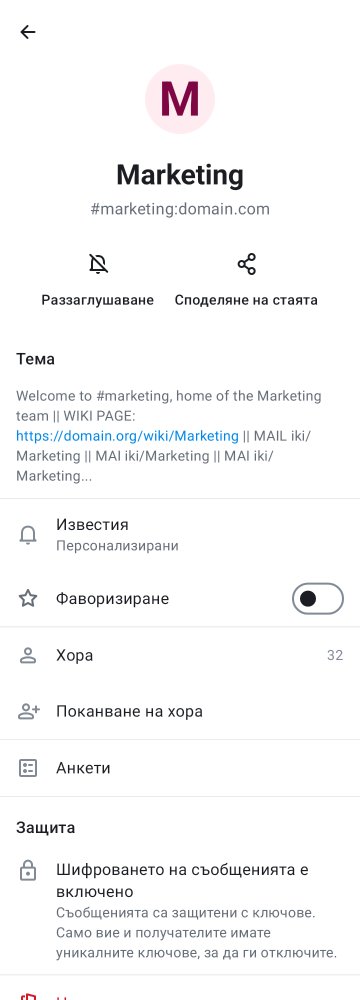 M
Marketing
#marketing:domain.com
Раззаглушаване
Споделяне на стаята
Тема
Welcome to #marketing, home of the Marketing
team || WIKI PAGE:
https://domain.org/wiki/Marketing || MAIL iki/
Marketing || MAI iki/Marketing || MAI iki/
Marketing...
Известия
Персонализирани
Фаворизиране
Хора 32
Поканване на хора
Анкети
Защита
Шифроването на съобщенията е
включено
Съобщенията са защитени с ключове.
Само вие и получателите имате
уникалните ключове, за да ги отключите.